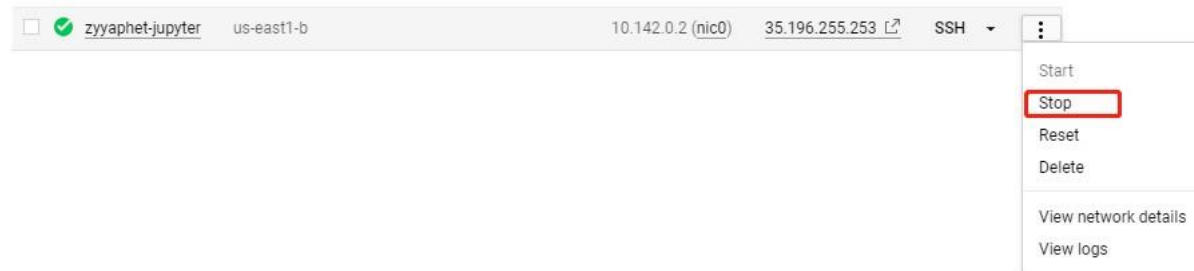 zyyaphet-jupyter us-east1-b 10.142.0.2 (nic0) 35.196.255.253 SSH
Start
Stop
Reset
Delete
View network details
View logs